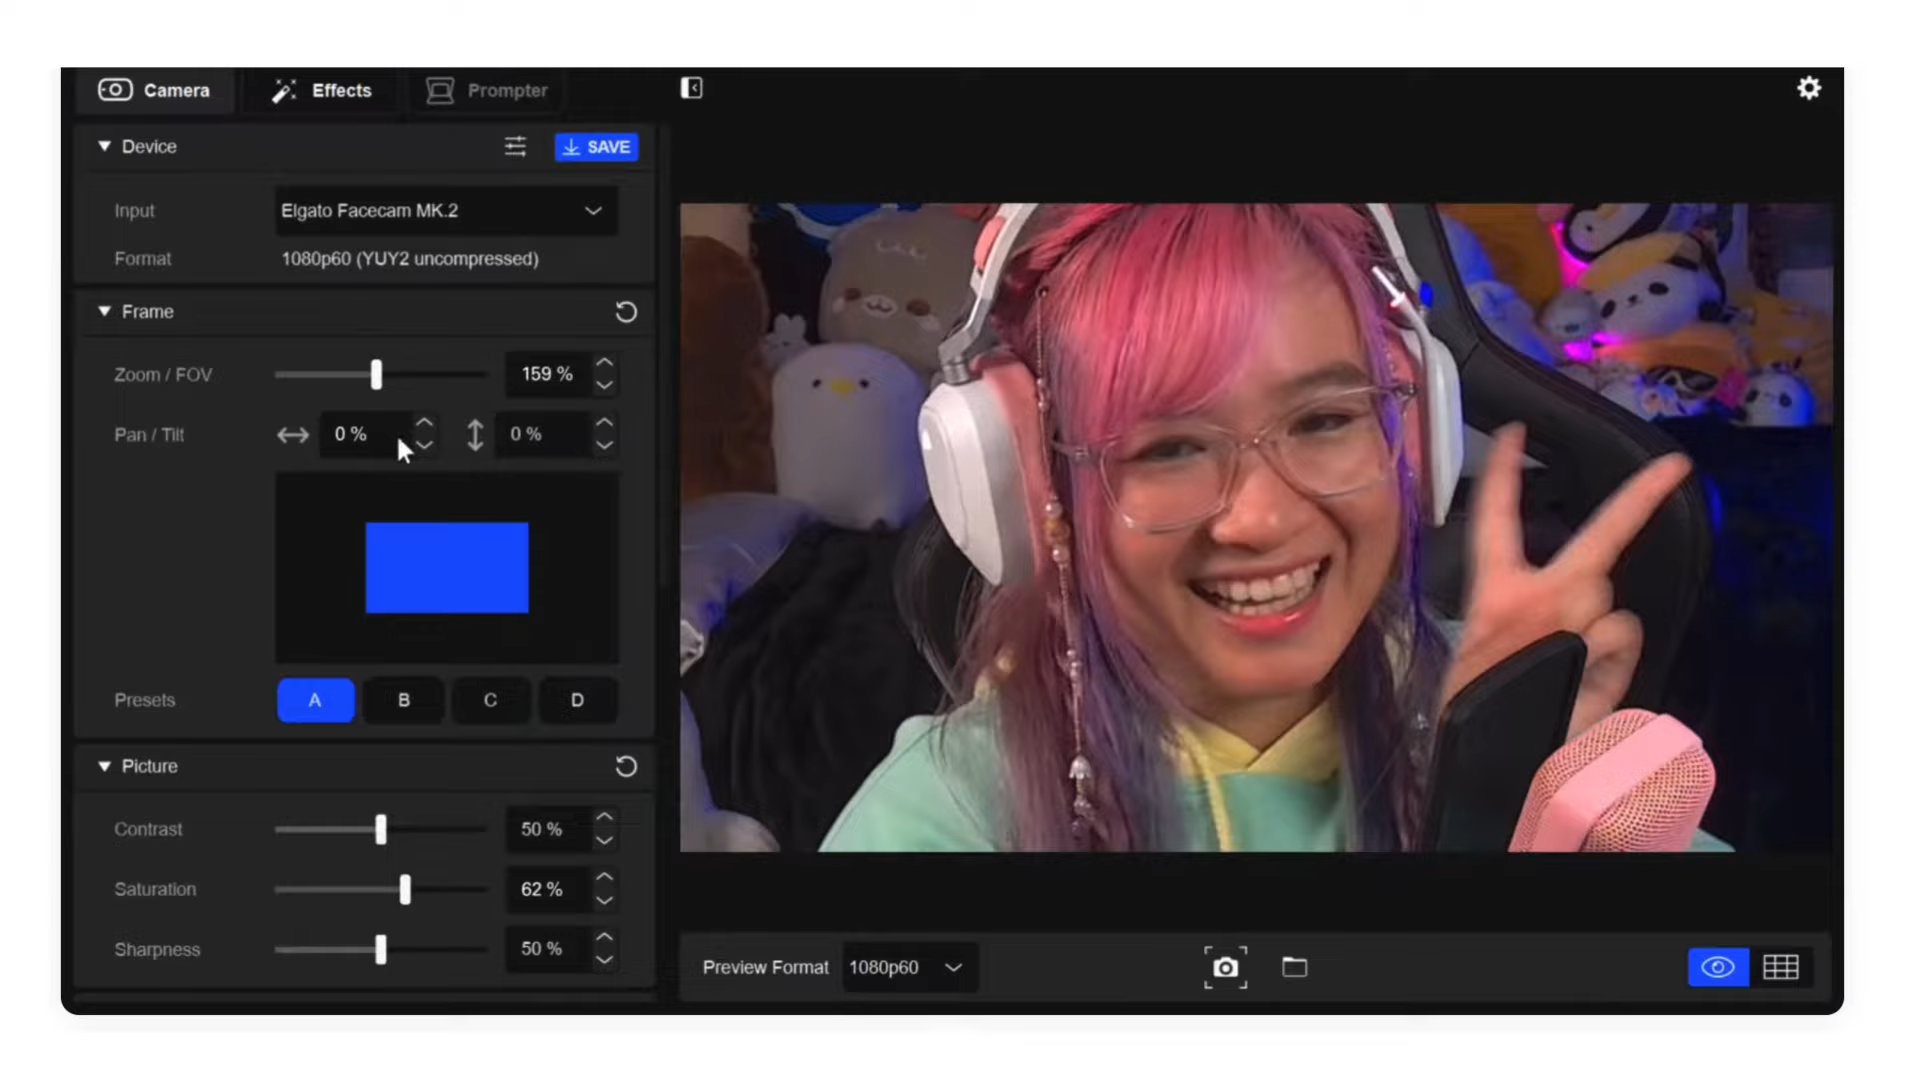 Camera Effects Prompter
Device SAVE
Input Elgato Facecam MK.2
Format 1080p60 (YUY2 uncompressed)
Frame
Zoom / FOV 159 %
Pan / Tilt 0 % 0 %
Presets A B C D
Picture
Contrast 50 %
Saturation 62 %
Sharpness 50 %
Preview Format 1080p60